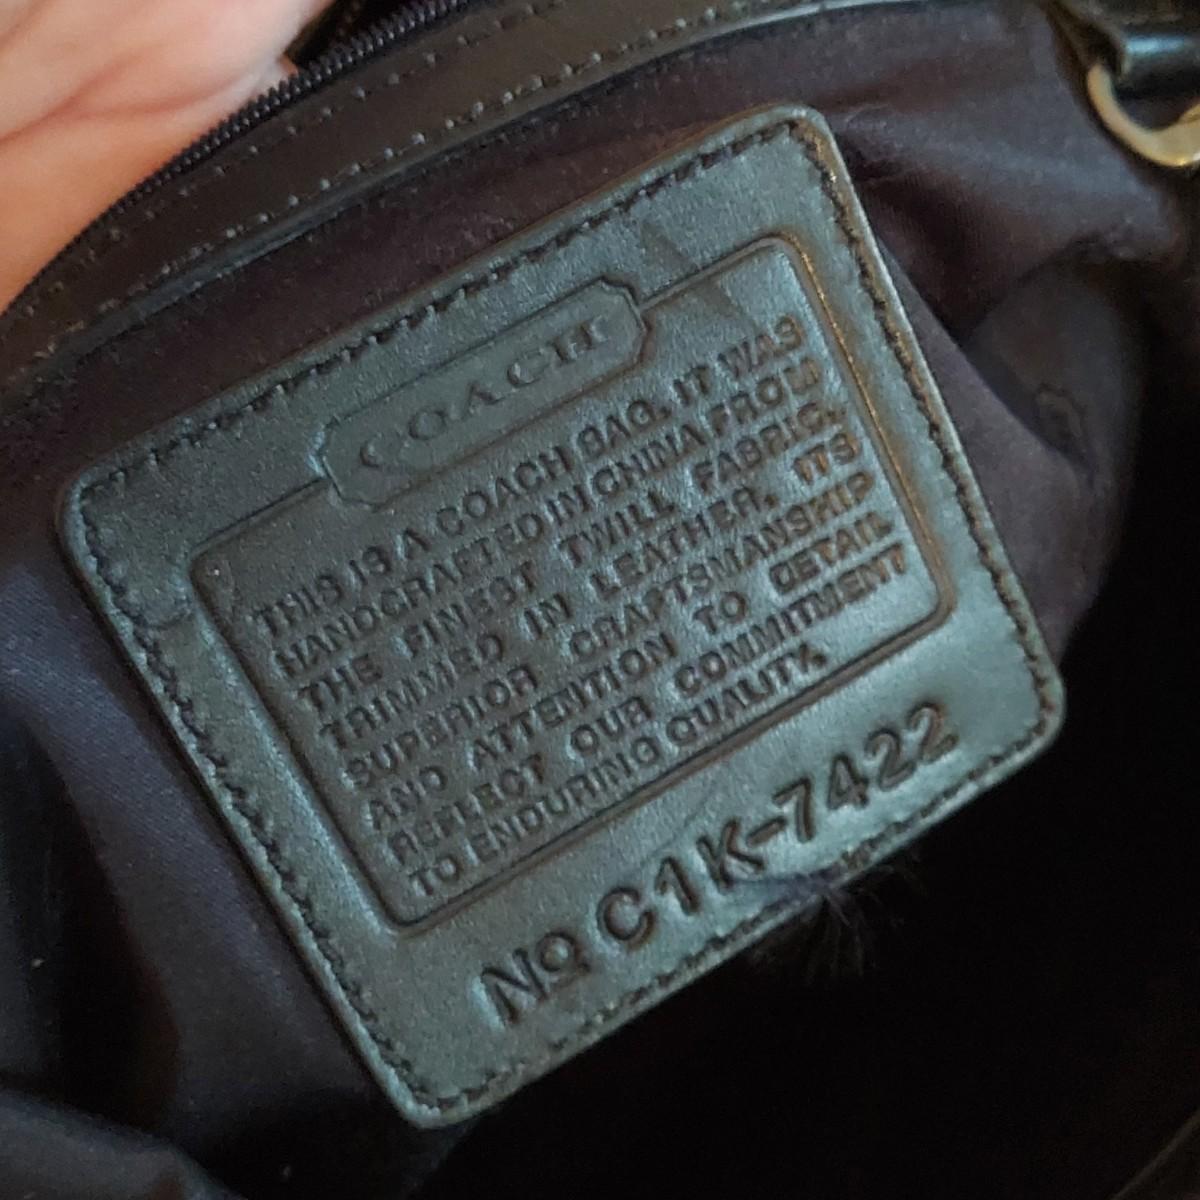 COACH
THIS IS A COACH BAG. IT WAS
HANDCRAFTED IN CHINA FROM
THE FINEST TWILL FABRIC,
TRIMMED IN LEATHER. ITS
SUPERIOR CRAFTSMANSHIP
AND ATTENTION TO DETAIL
REFLECT OUR COMMITMENT
TO ENDURING QUALITY.
No C1K-7422